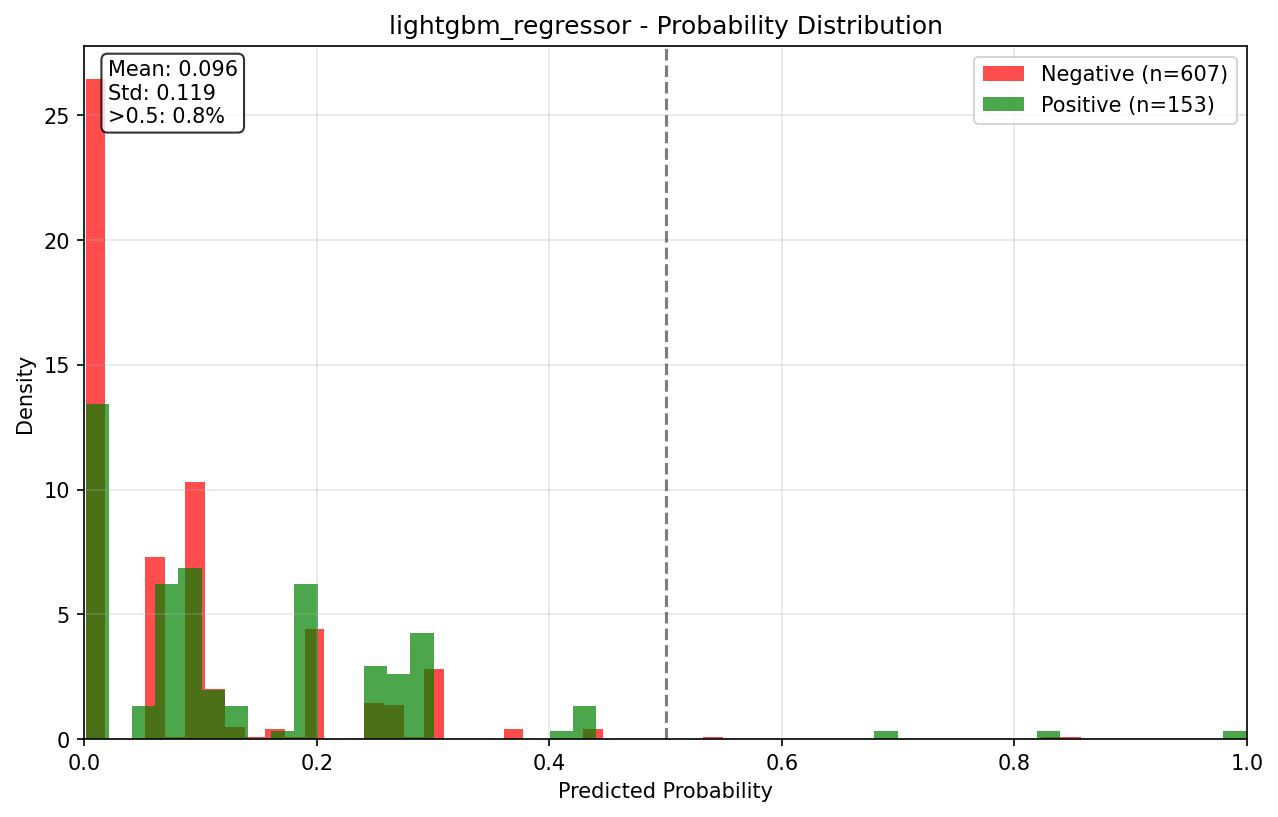 lightgbm_regressor - Probability Distribution
Mean: 0.096
Std: 0.119
>0.5: 0.8%
Negative (n=607)
Positive (n=153)
Density
25
20
15
10
5
0
0.0 0.2 0.4 0.6 0.8 1.0
Predicted Probability